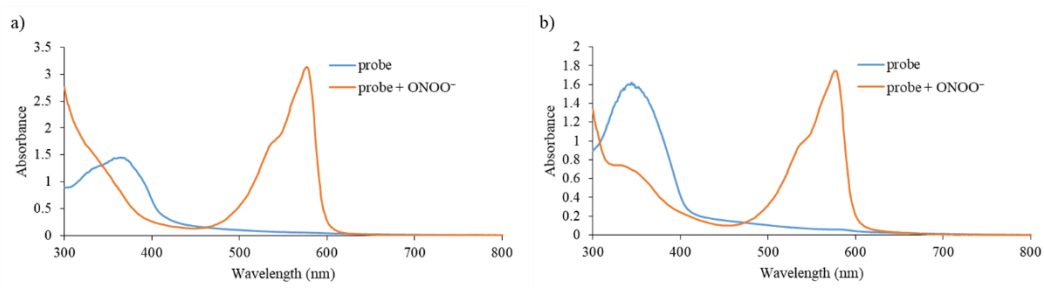 a)
3.5
3
2.5
2
1.5
1
0.5
0
300 400 500 600 700 800
Absorbance
Wavelength (nm)
probe
probe + ONOO⁻
b)
2
1.8
1.6
1.4
1.2
1
0.8
0.6
0.4
0.2
0
300 400 500 600 700 800
Absorbance
Wavelength (nm)
probe
probe + ONOO⁻